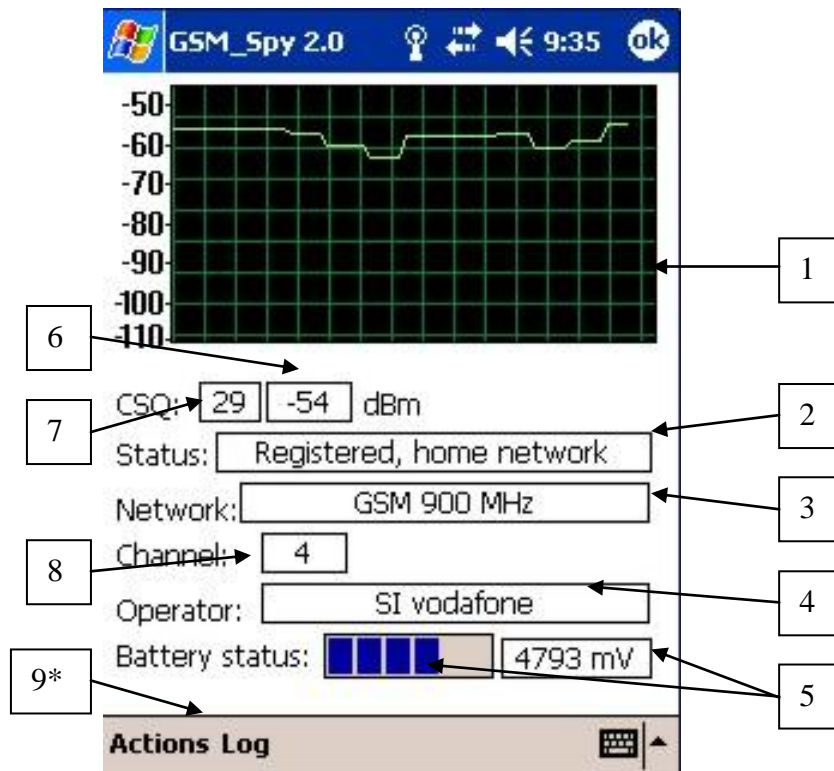 GSM_Spy 2.0 9:35 ok
-50
-60
-70
-80
-90
-100
-110
1
6
CSQ: 29 -54 dBm
7
2
Status: Registered, home network
Network: GSM 900 MHz
3
8
Channel: 4
Operator: SI vodafone
4
Battery status: 4793 mV
9*
5
Actions Log